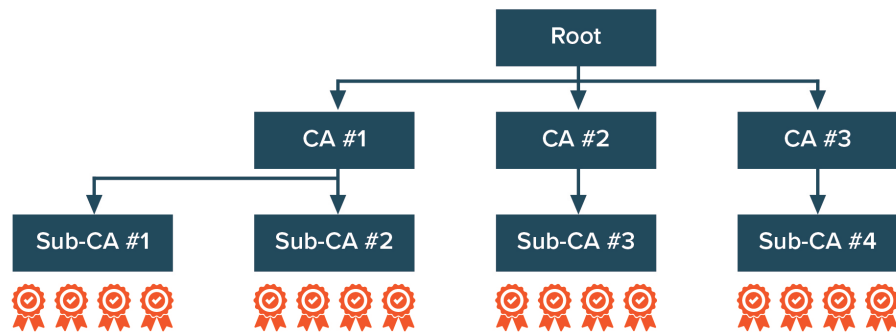 Root
CA #1
CA #2
CA #3
Sub-CA #1
Sub-CA #2
Sub-CA #3
Sub-CA #4